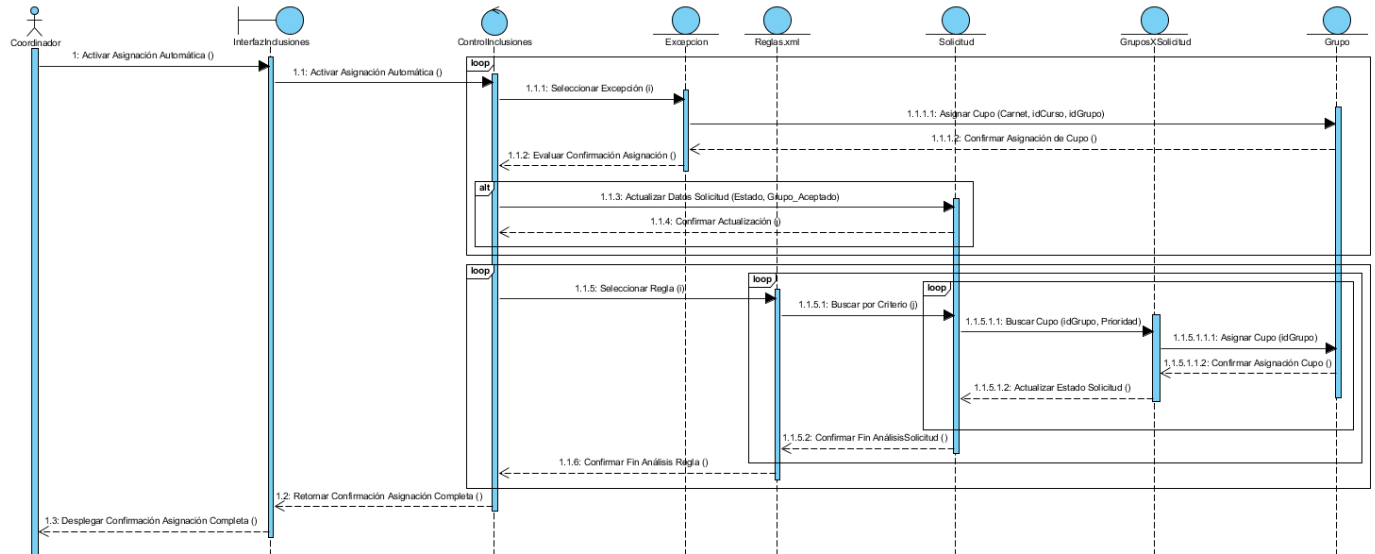 Coordinador
InterfazInclusiones
ControlInclusiones
Excepcion
Reglas.xml
Solicitud
GruposXSolicitud
Grupo
1: Activar Asignación Automática ()
loop
1.1: Activar Asignación Automática ()
1.1.1: Seleccionar Excepción (i)
1.1.1.1: Asignar Cupo (Carnet, idCurso, idGrupo)
1.1.1.2: Confirmar Asignación de Cupo ()
1.1.2: Evaluar Confirmación Asignación ()
alt
1.1.3: Actualizar Datos Solicitud (Estado, Grupo_Aceptado)
1.1.4: Confirmar Actualización ()
loop
loop
loop
1.1.5: Seleccionar Regla (i)
1.1.5.1: Buscar por Criterio (j)
1.1.5.1.1: Buscar Cupo (idGrupo, Prioridad)
1.1.5.1.1.1: Asignar Cupo (idGrupo)
1.1.5.1.1.2: Confirmar Asignación Cupo ()
1.1.5.1.2: Actualizar Estado Solicitud ()
1.1.5.2: Confirmar Fin AnálisisSolicitud ()
1.1.6: Confirmar Fin Análisis Regla ()
1.2: Retornar Confirmación Asignación Completa ()
1.3: Desplegar Confirmación Asignación Completa ()